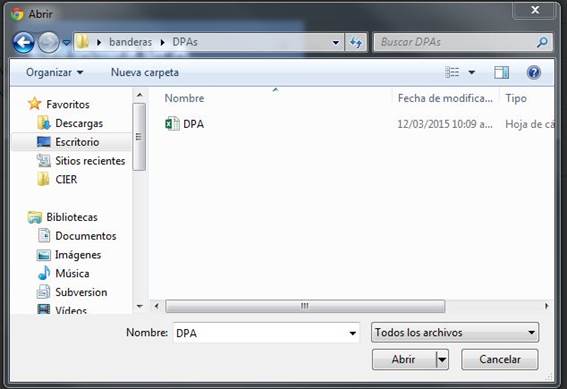 Abrir
banderas DPAs
Buscar DPAs
Organizar Nueva carpeta
Favoritos
Descargas
Escritorio
Sitios recientes
CIER
Bibliotecas
Documentos
Imágenes
Música
Subversion
Vídeos
Nombre Fecha de modifica... Tipo
DPA 12/03/2015 10:09 a... Hoja de cá
Nombre: DPA Todos los archivos
Abrir Cancelar